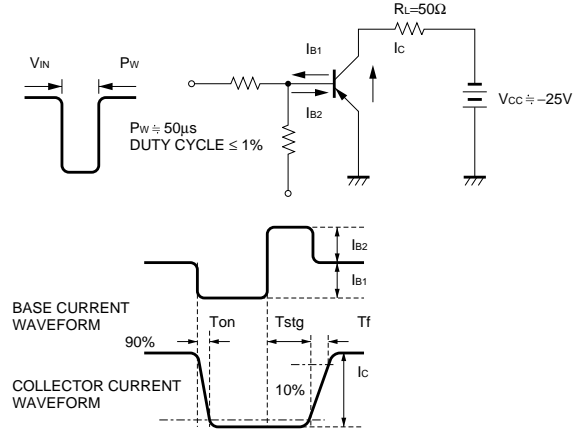 RL=50Ω
IB1
IC
VIN
PW
IB2
VCC ≒ −25V
PW ≒ 50μs
DUTY CYCLE ≤ 1%
IB2
IB1
BASE CURRENT
WAVEFORM
Ton
Tstg
Tf
90%
IC
10%
COLLECTOR CURRENT
WAVEFORM